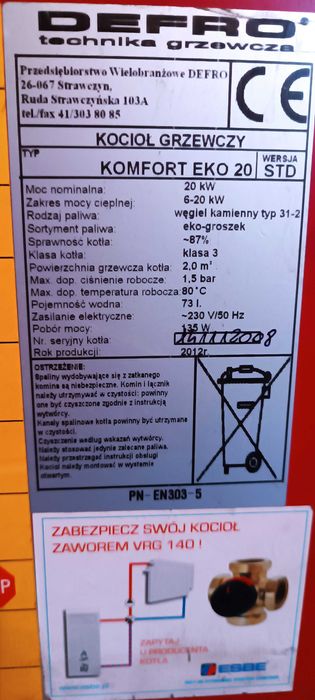 DEFRO®
technika grzewcza
Przedsiębiorstwo Wielobranżowe DEFRO
26-067 Strawczyn,
Ruda Strawczyńska 103A
tel./fax 41/303 80 85
CE
KOCIOŁ GRZEWCZY
TYP
KOMFORT EKO 20
WERSJA
STD
Moc nominalna: 20 kW
Zakres mocy cieplnej: 6-20 kW
Rodzaj paliwa: węgiel kamienny typ 31-2
Sortyment paliwa: eko-groszek
Sprawność kotła: ~87%
Klasa kotła: klasa 3
Powierzchnia grzewcza kotła: 2,0 m²
Max. dop. ciśnienie robocze: 1,5 bar
Max. dop. temperatura robocza: 80°C
Pojemność wodna: 73 l.
Zasilanie elektryczne: ~230 V/50 Hz
Pobór mocy: 135 W
Nr. seryjny kotła:
Rok produkcji: 2012r.
OSTRZEŻENIE:
Spaliny wydobywające się z zatkanego
komina są niebezpieczne. Komin i łącznik
należy utrzymywać w czystości: powinny
one być czyszczone zgodnie z instrukcją
wytwórcy.
Kanały spalinowe kotła powinny być utrzymane
w czystości.
Czyszczenie według wskazań wytwórcy.
Należy stosować jedynie zalecane paliwa.
Należy przestrzegać instrukcji obsługi
Kocioł należy montować w systemie
otwartym.
PN-EN303-5
ZABEZPIECZ SWÓJ KOCIOŁ
ZAWOREM VRG 140 !
ZAPYTAJ
U PRODUCENTA
KOTŁA
www.esbe.pl
ESBE
P